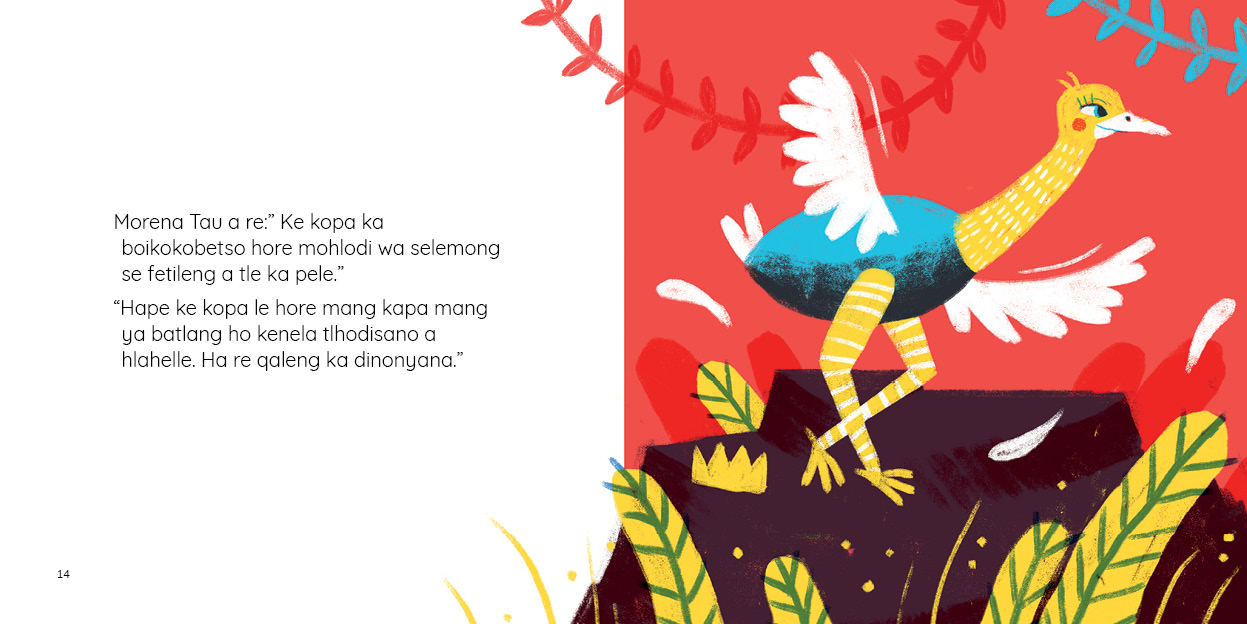 Morena Tau a re:” Ke kopa ka
boikokobetso hore mohlodi wa selemong
se fetileng a tle ka pele.”
“Hape ke kopa le hore mang kapa mang
ya batlang ho kenela tlhodisano a
hlahelle. Ha re qaleng ka dinonyana.”
14